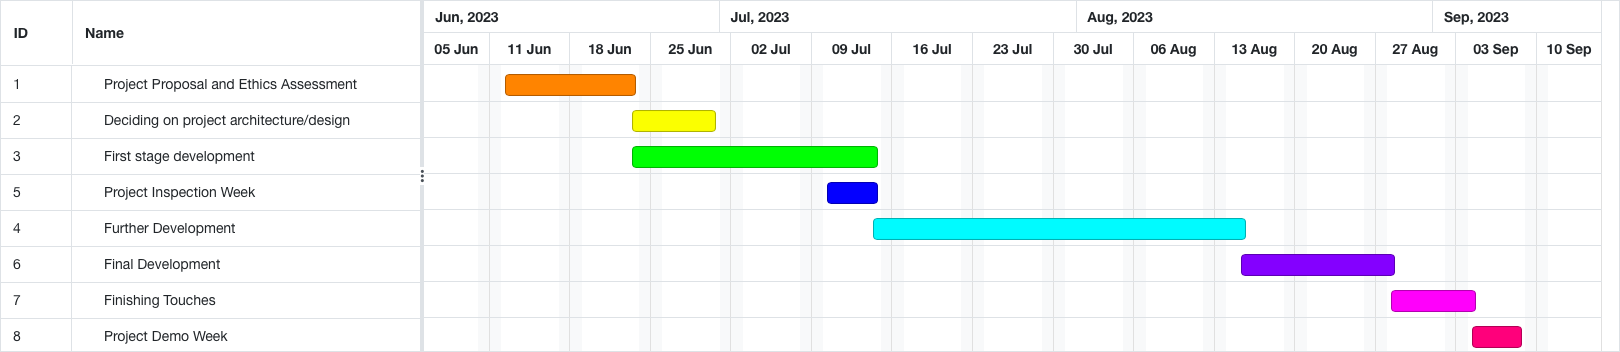 ID Name Jun, 2023 Jul, 2023 Aug, 2023 Sep, 2023
05 Jun 11 Jun 18 Jun 25 Jun 02 Jul 09 Jul 16 Jul 23 Jul 30 Jul 06 Aug 13 Aug 20 Aug 27 Aug 03 Sep 10 Sep
1 Project Proposal and Ethics Assessment
2 Deciding on project architecture/design
3 First stage development
5 Project Inspection Week
4 Further Development
6 Final Development
7 Finishing Touches
8 Project Demo Week